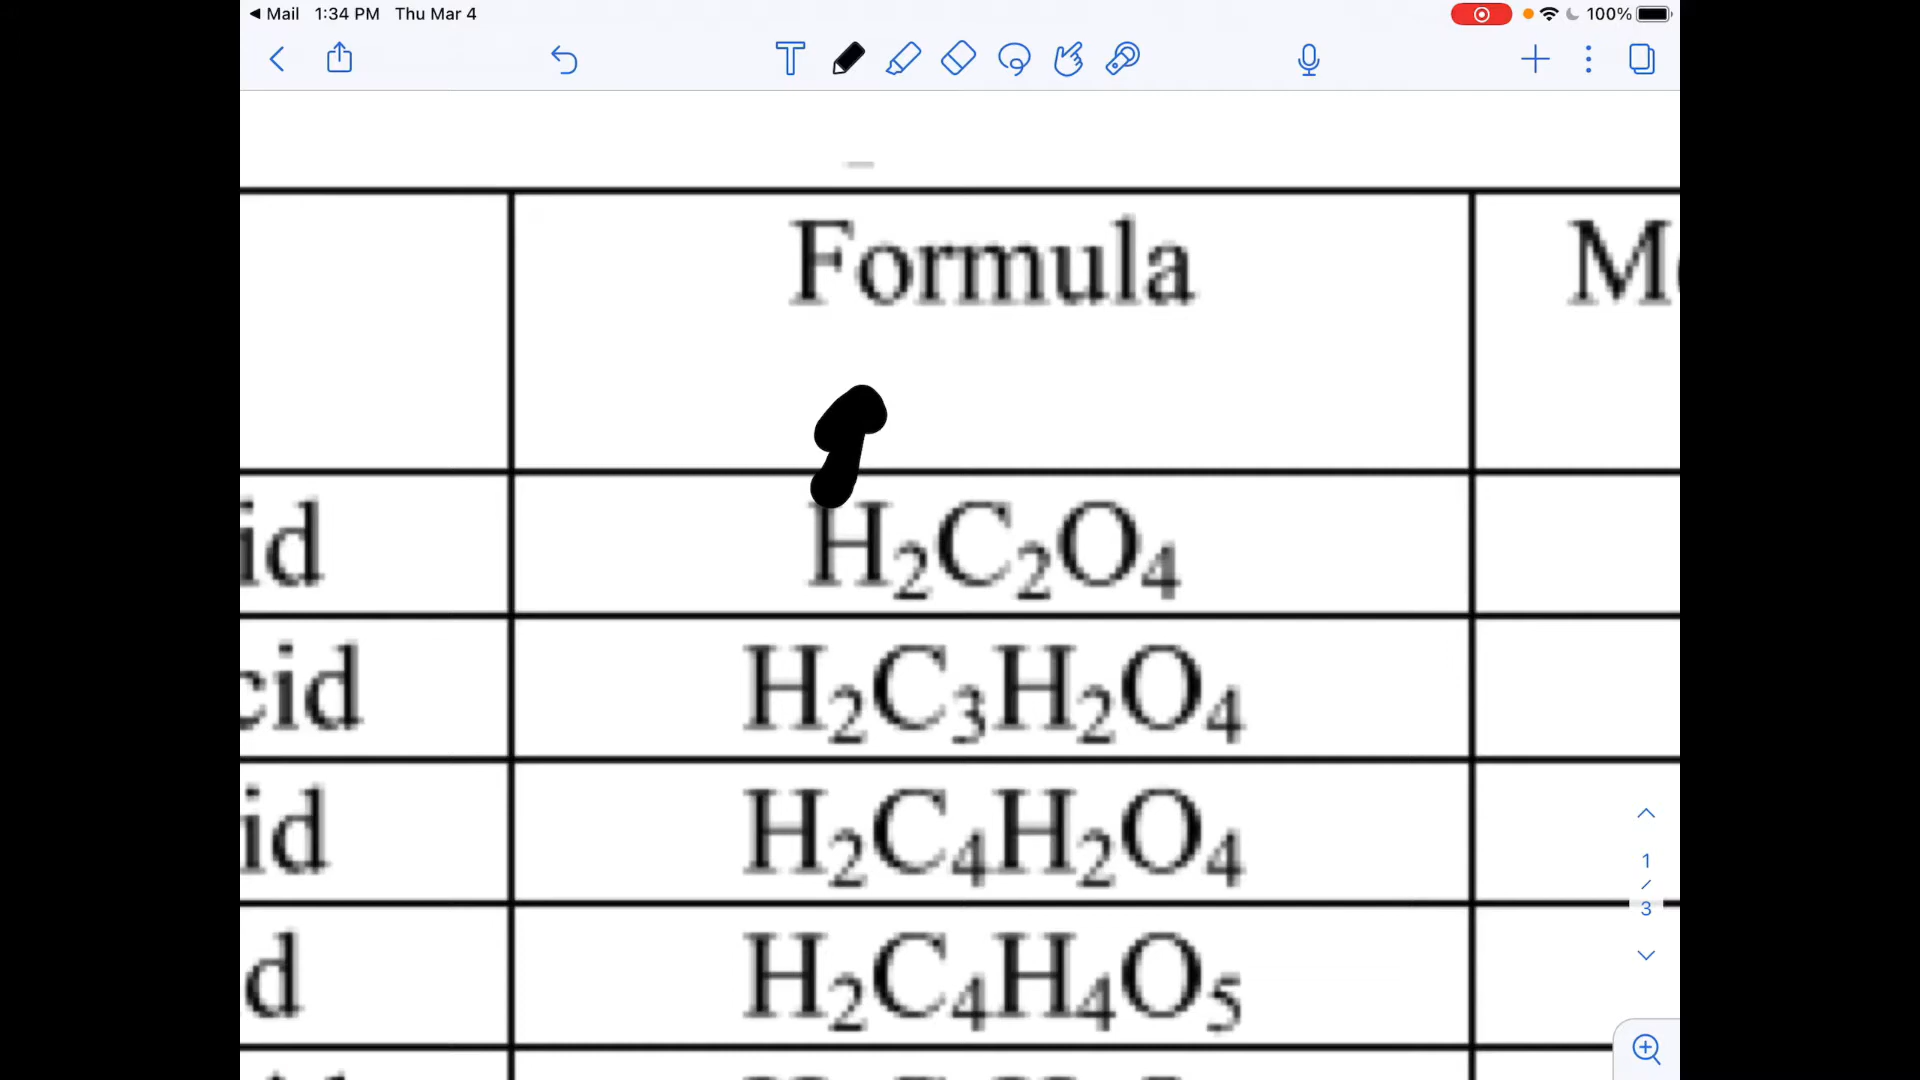 Mail 1:34 PM Thu Mar 4 100%
Formula
id H₂C₂O₄
cid H₂C₃H₂O₄
id H₂C₄H₂O₄
d H₂C₄H₄O₅
1
/
3